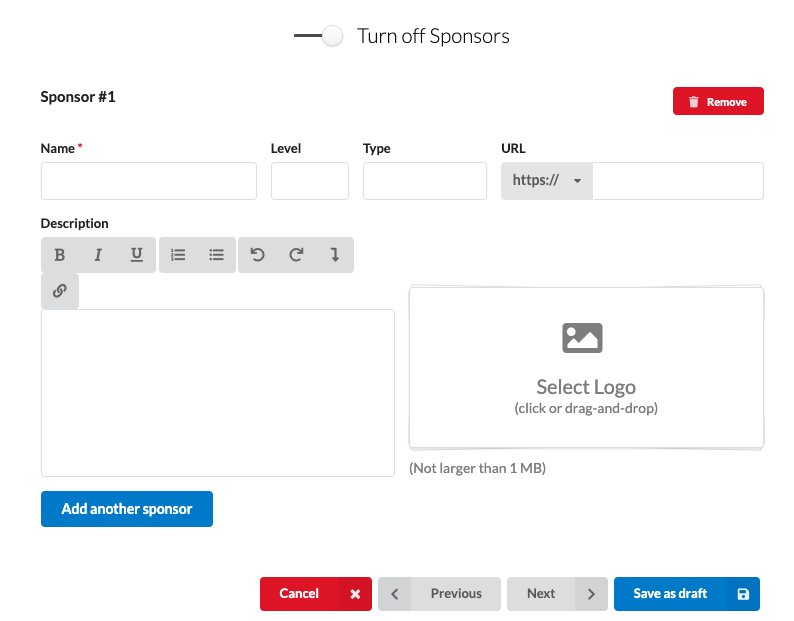 Turn off Sponsors
Sponsor #1
Remove
Name *
Level
Type
URL
https://
Description
B I U
Select Logo
(click or drag-and-drop)
(Not larger than 1 MB)
Add another sponsor
Cancel
Previous
Next
Save as draft